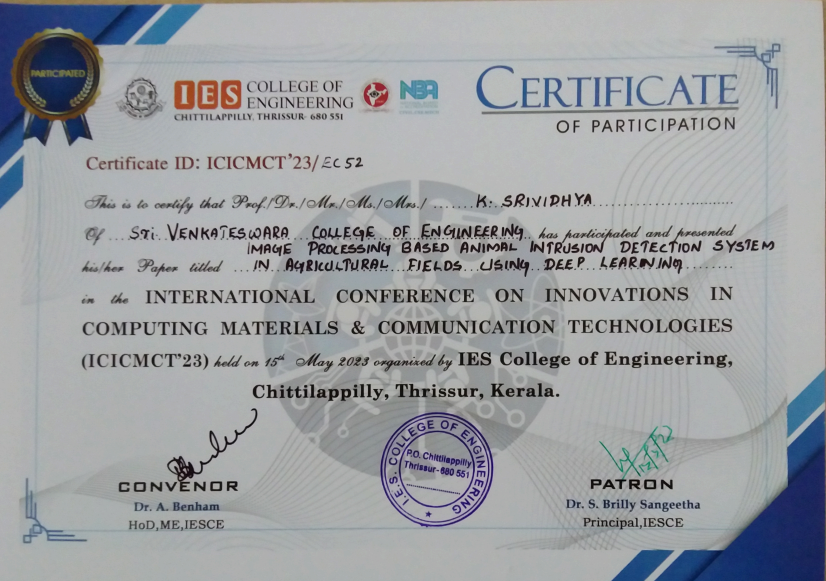 PARTICIPATED
IES COLLEGE OF
ENGINEERING
CHITTILAPPILLY, THRISSUR- 680 551
NBA
CERTIFICATE
OF PARTICIPATION
Certificate ID: ICICMCT'23/EC52
This is to certify that Prof./Dr./Mr./Ms./Mrs./ ....... K. SRIVIDHYA ...............
Of ... Sri. VENKATESWARA COLLEGE OF ENGINEERING has participated and presented
IMAGE PROCESSING BASED ANIMAL INTRUSION DETECTION SYSTEM
his/her Paper titled ... IN AGRICULTURAL FIELDS USING DEEP LEARNING ..........
in the INTERNATIONAL CONFERENCE ON INNOVATIONS IN
COMPUTING MATERIALS & COMMUNICATION TECHNOLOGIES
(ICICMCT'23) held on 15th May 2023 organized by IES College of Engineering,
Chittilappilly, Thrissur, Kerala.
I.E.S. COLLEGE OF ENGINEERING
P.O. Chittilappilly
Thrissur-680 551
CONVENOR
Dr. A. Benham
HoD,ME,IESCE
PATRON
Dr. S. Brilly Sangeetha
Principal,IESCE